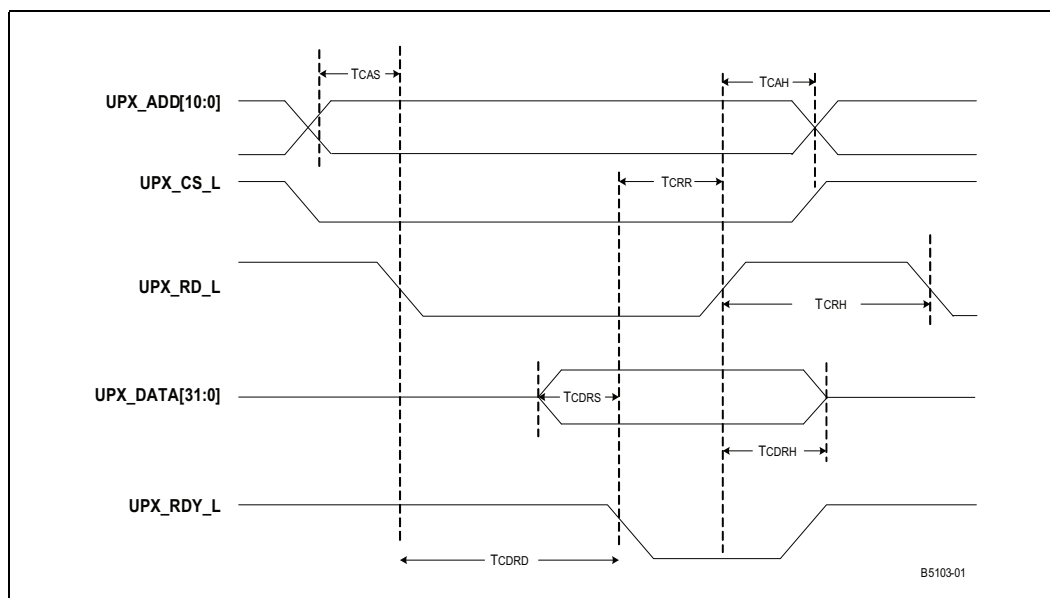 TCAS
TCAH
UPX_ADD[10:0]
UPX_CS_L
TCRR
UPX_RD_L
TCRH
UPX_DATA[31:0]
TCDRS
TCDRH
UPX_RDY_L
TCDRD
B5103-01